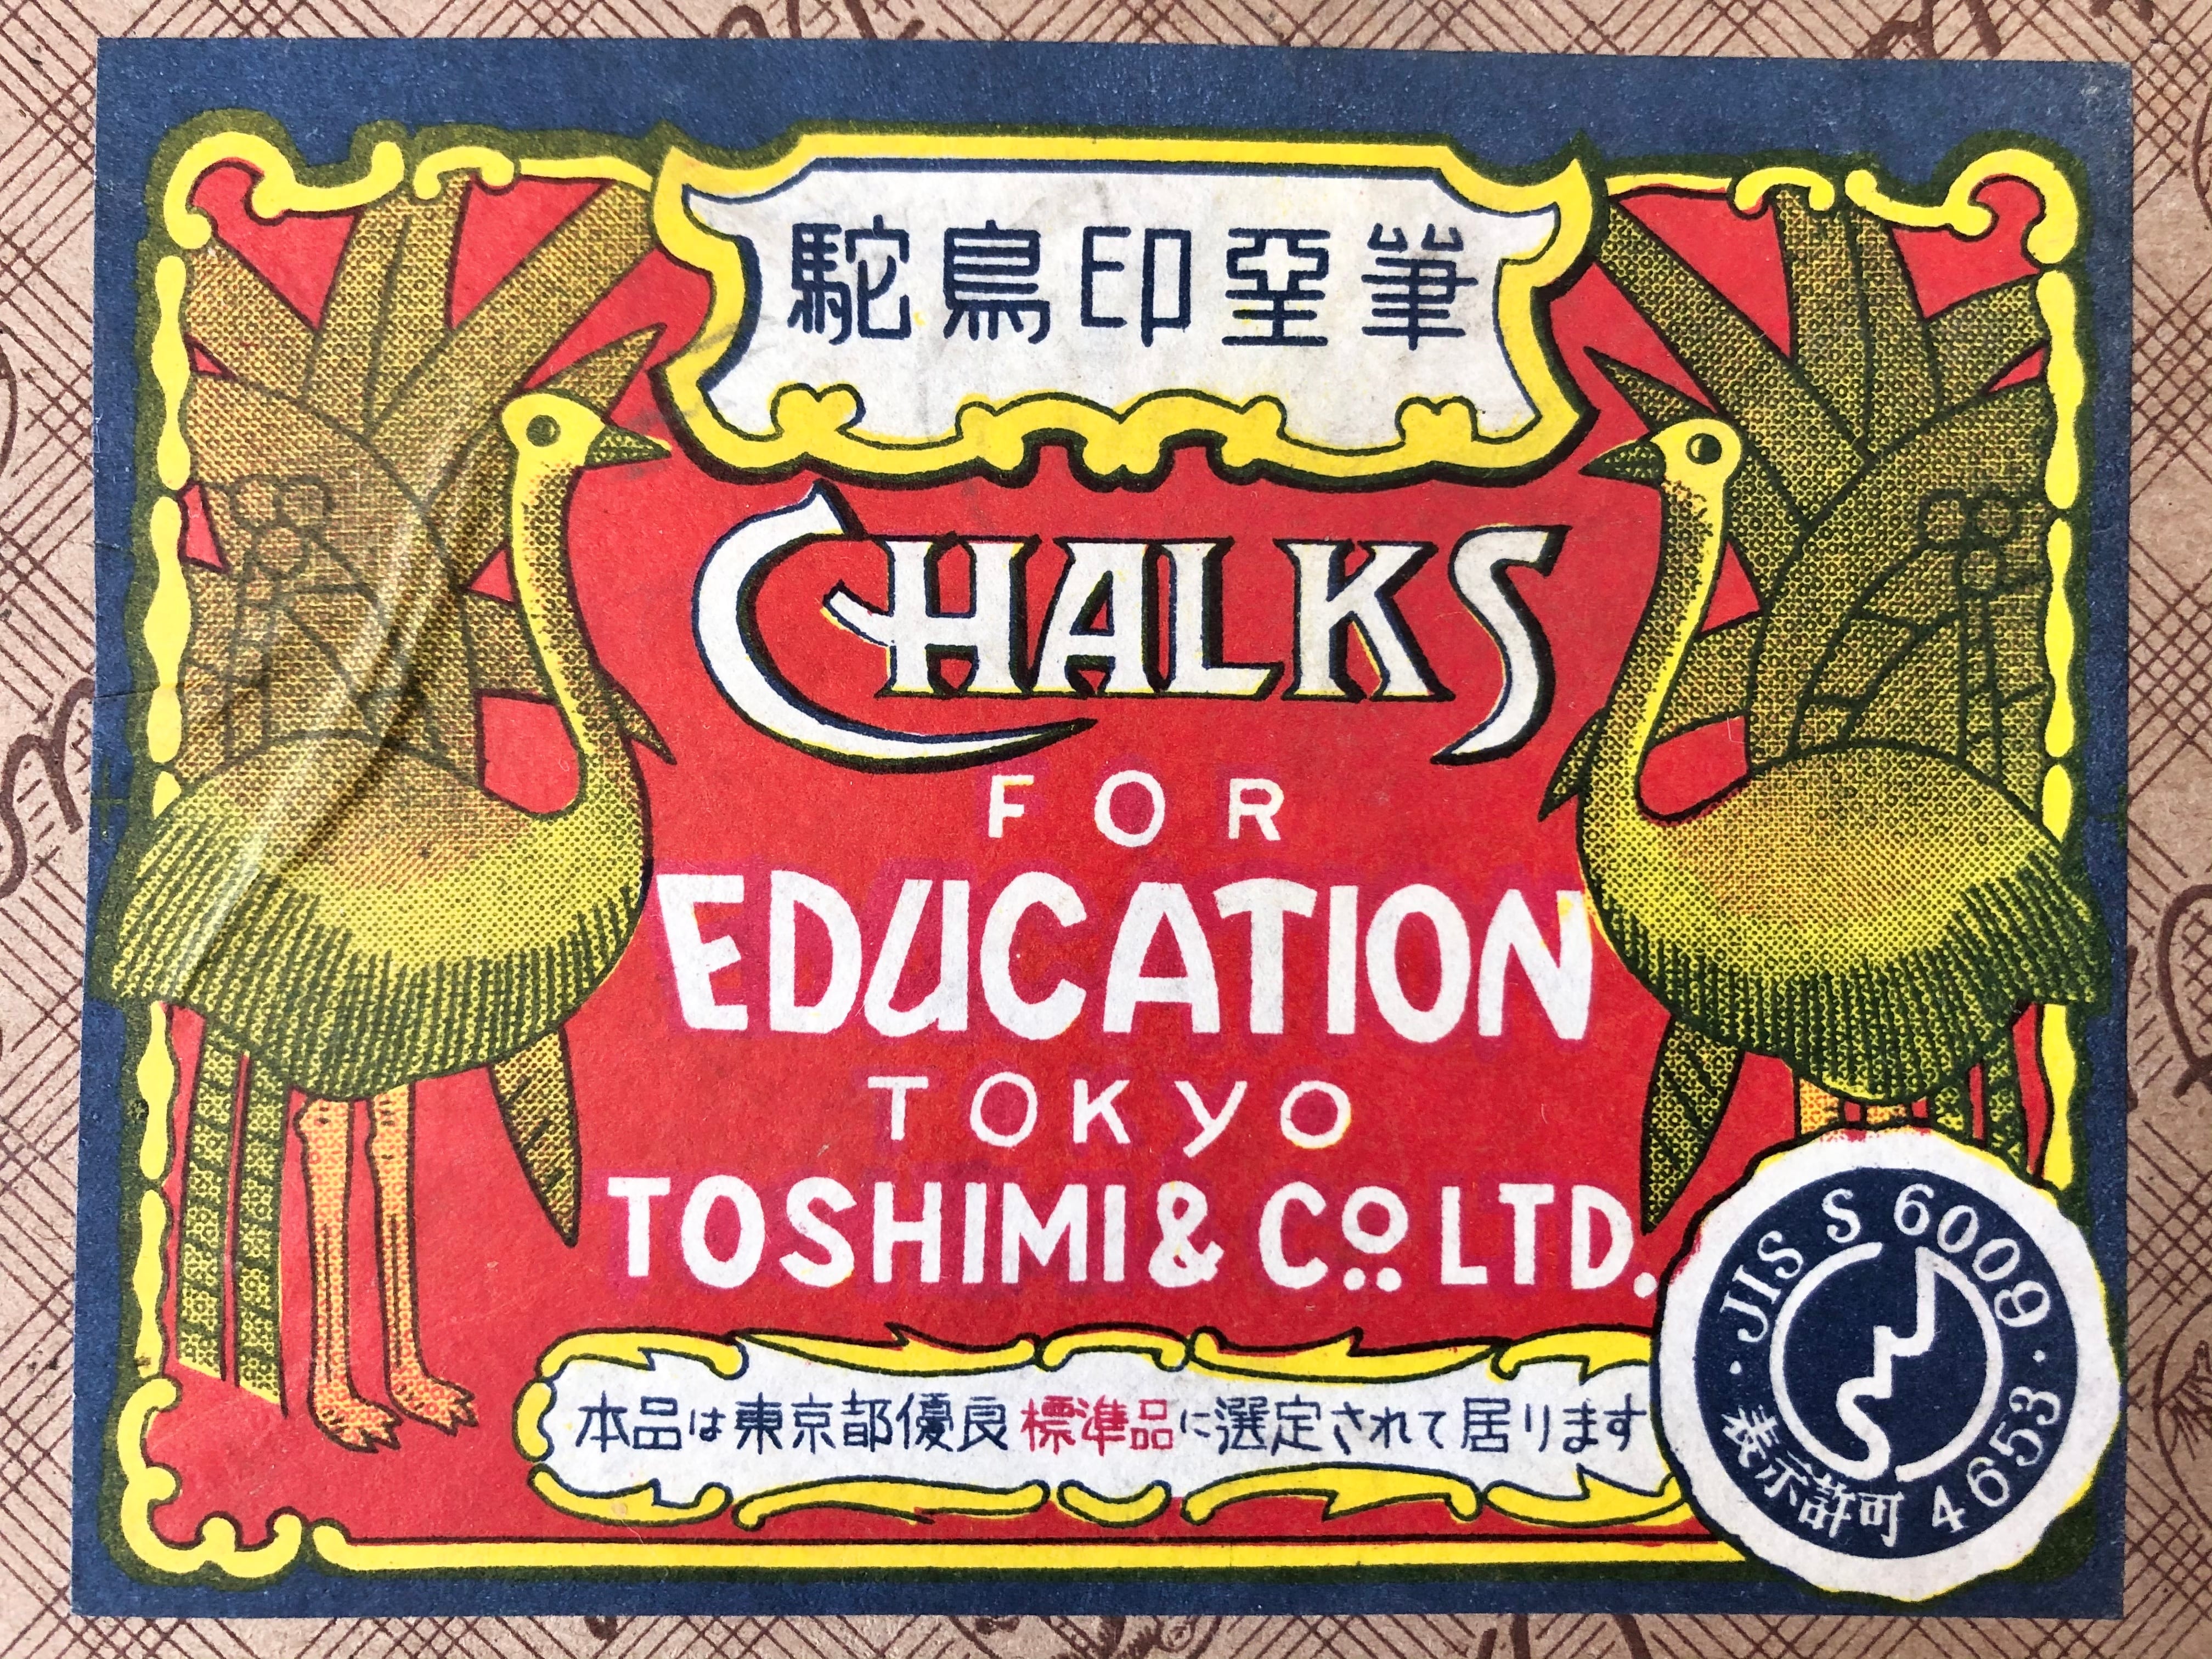 駝鳥印堊筆
CHALKS
FOR
EDUCATION
TOKYO
TOSHIMI & Co. LTD.
本品は東京都優良標準品に選定されて居ります
JIS S 6009
表示許可 4653